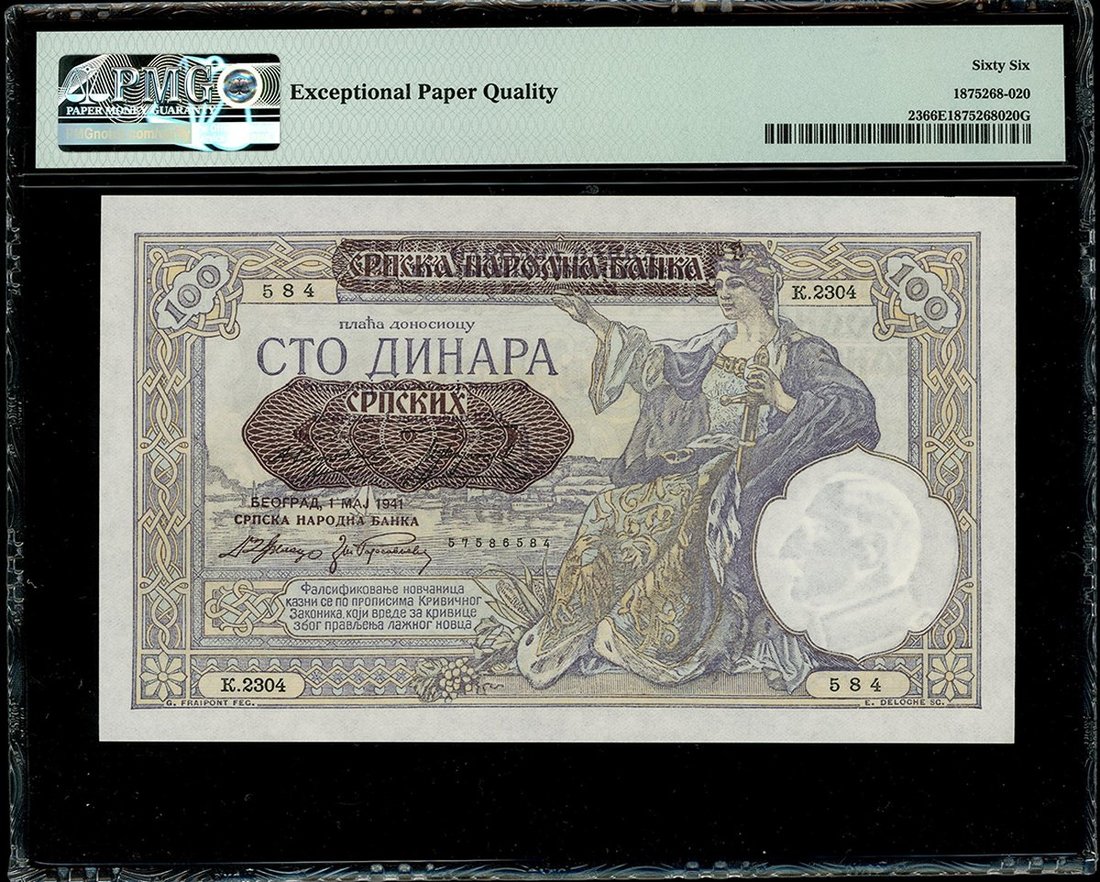 PMG
PAPER MONEY GUARANTY
Exceptional Paper Quality
Sixty Six
1875268-020
2366E1875268020G
СРПСКА НАРОДНА БАНКА
100
584
К.2304
100
плаћа доносиоцу
СТО ДИНАРА
СРПСКИХ
БЕОГРАД, 1 МАЈ 1941
СРПСКА НАРОДНА БАНКА
57586584
Фалсификовање новчаница
казни се по прописима Кривичног
Законика, који вреде за кривице
због прављења лажног новца
К.2304
584
G. FRAIPONT FEC.
E. DELOCHE SC.